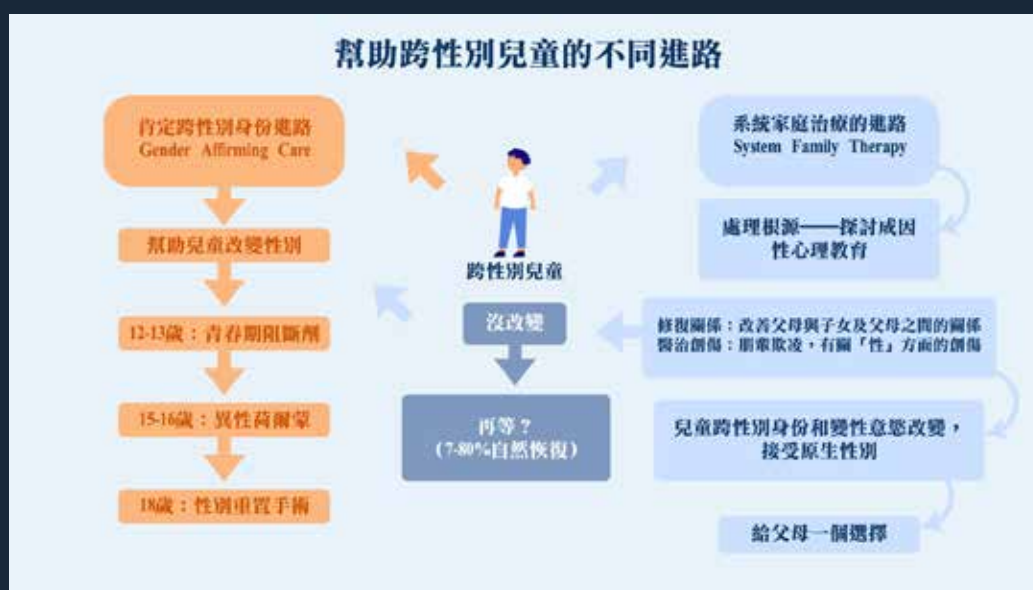 幫助跨性別兒童的不同進路
肯定跨性別身份進路
Gender Affirming Care
幫助兒童改變性別
12-13歲：青春期阻斷劑
15-16歲：異性荷爾蒙
18歲：性別重置手術
跨性別兒童
沒改變
再等？
(7-80%自然恢復)
系統家庭治療的進路
System Family Therapy
處理根源——探討成因
性心理教育
修復關係：改善父母與子女及父母之間的關係
醫治創傷：朋輩欺凌，有關「性」方面的創傷
兒童跨性別身份和變性意慾改變，
接受原生性別
給父母一個選擇